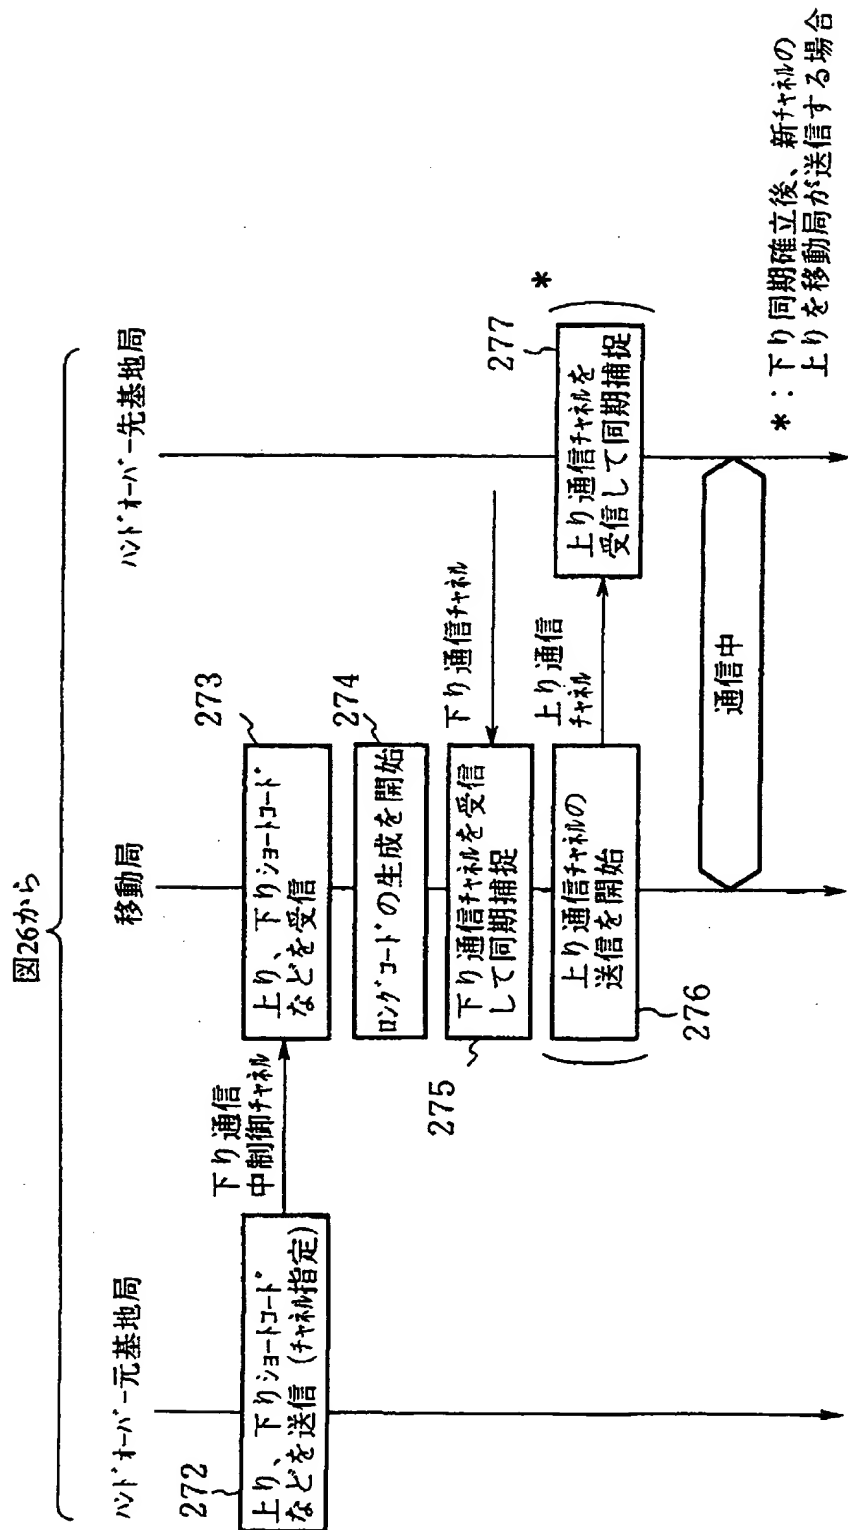 図26から
ハンドオーバー元基地局
移動局
ハンドオーバー先基地局
272
上り、下りショートコード
などを送信(チャネル指定)
下り通信
中制御チャネル
273
上り、下りショートコード
などを受信
274
ロングコードの生成を開始
275
下り通信チャネルを受信
して同期捕捉
下り通信チャネル
276
上り通信チャネルの
送信を開始
上り通信
チャネル
277
*
上り通信チャネルを
受信して同期捕捉
通信中
*:下り同期確立後、新チャネルの
上りを移動局が送信する場合